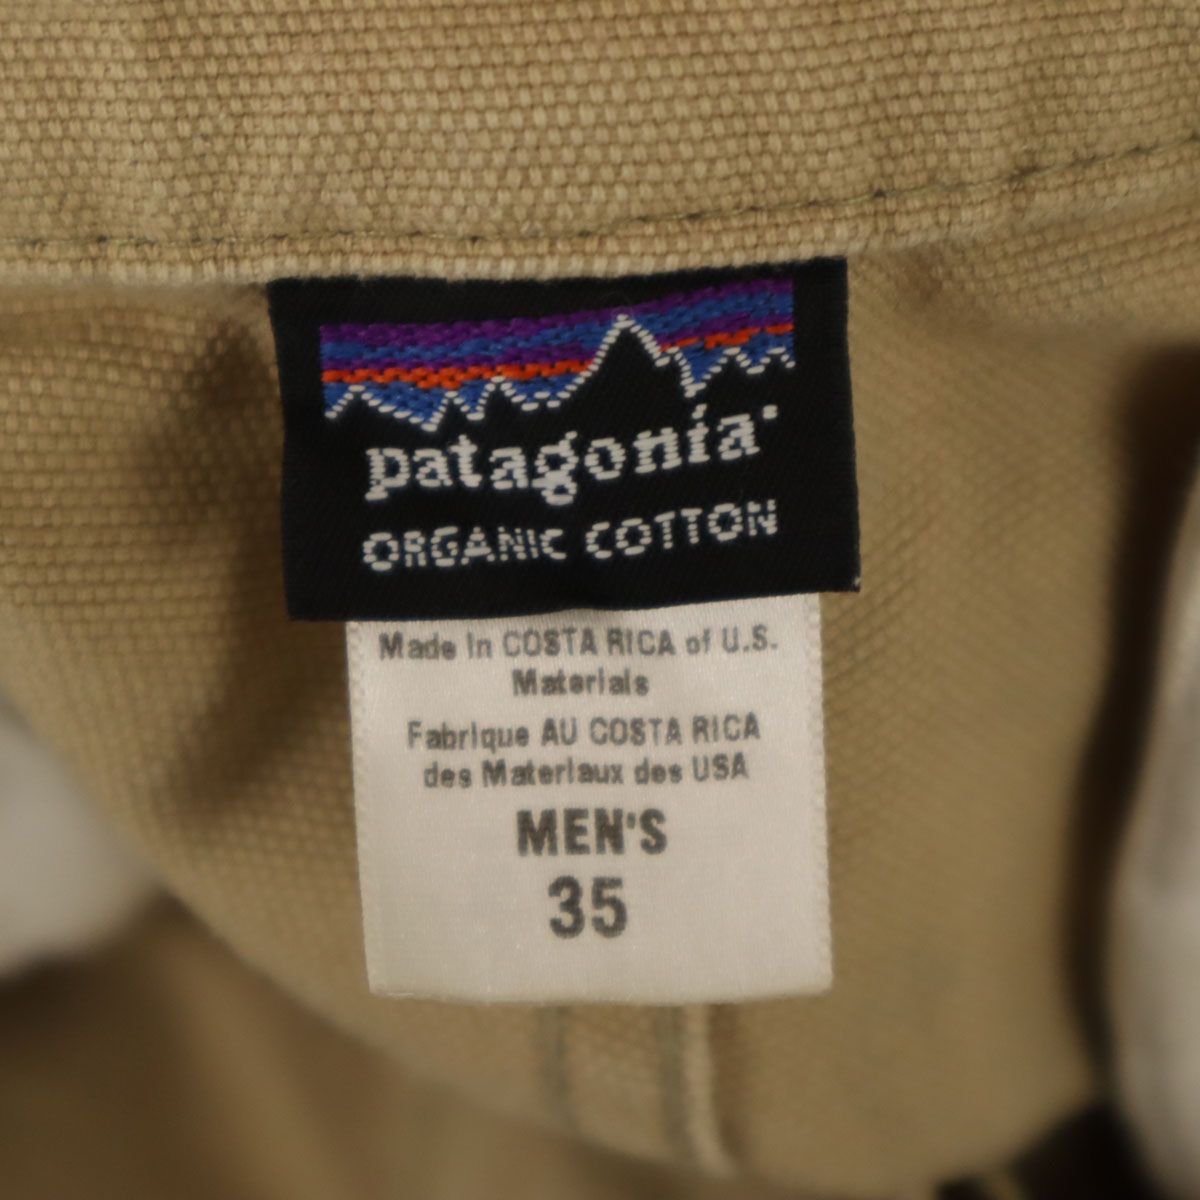 patagonia
ORGANIC COTTON
Made in COSTA RICA of U.S.
Materials
Fabrique AU COSTA RICA
des Materiaux des USA
MEN'S
35